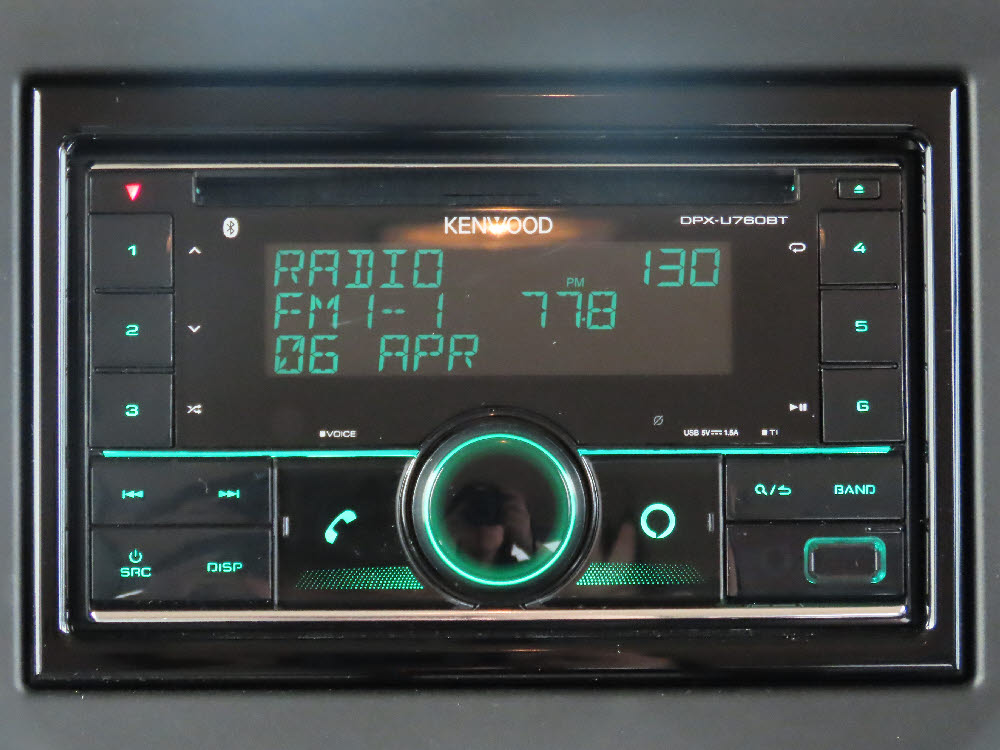 KENWOOD
DPX-U760BT
1
RADIO 130
4
PM
2
FM1-1 77.8
5
06 APR
3
6
VOICE
USB 5V 1.5A
TI
BAND
SRC
DISP